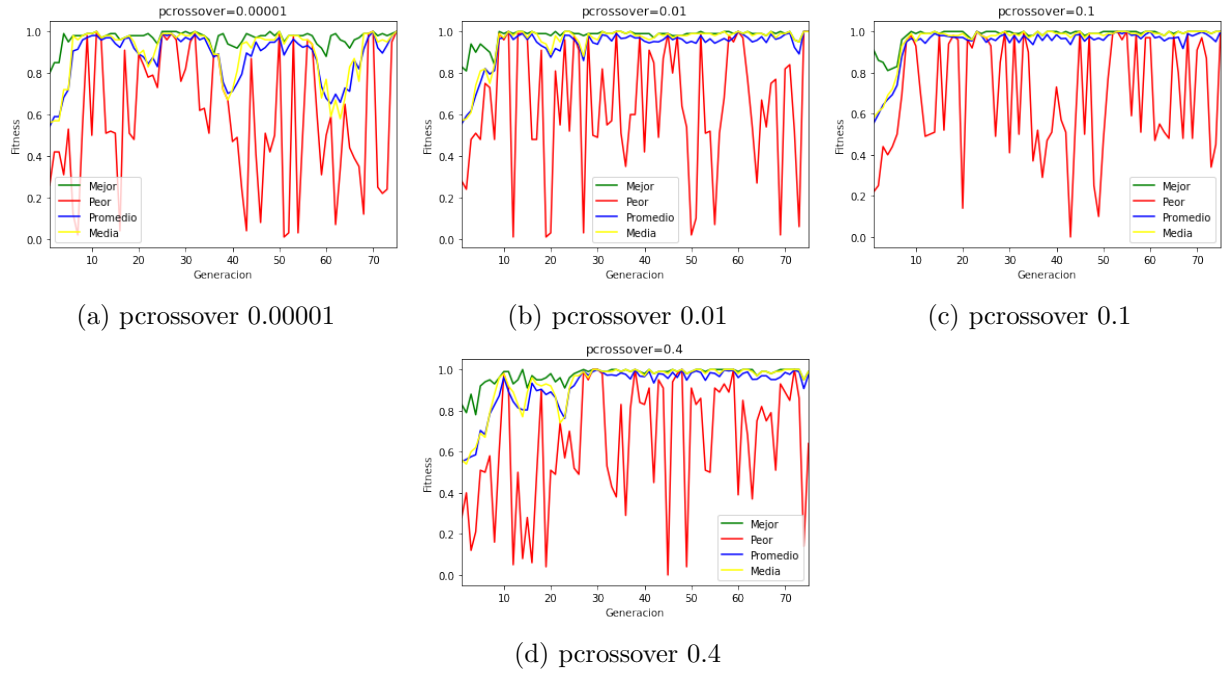 pcrossover=0.00001
1.0
0.8
0.6
0.4
0.2
0.0
Fitness
Mejor
Peor
Promedio
Media
10 20 30 40 50 60 70
Generacion
(a) pcrossover 0.00001
pcrossover=0.01
1.0
0.8
0.6
0.4
0.2
0.0
Fitness
Mejor
Peor
Promedio
Media
10 20 30 40 50 60 70
Generacion
(b) pcrossover 0.01
pcrossover=0.1
1.0
0.8
0.6
0.4
0.2
0.0
Fitness
Mejor
Peor
Promedio
Media
10 20 30 40 50 60 70
Generacion
(c) pcrossover 0.1
pcrossover=0.4
1.0
0.8
0.6
0.4
0.2
0.0
Fitness
Mejor
Peor
Promedio
Media
10 20 30 40 50 60 70
Generacion
(d) pcrossover 0.4